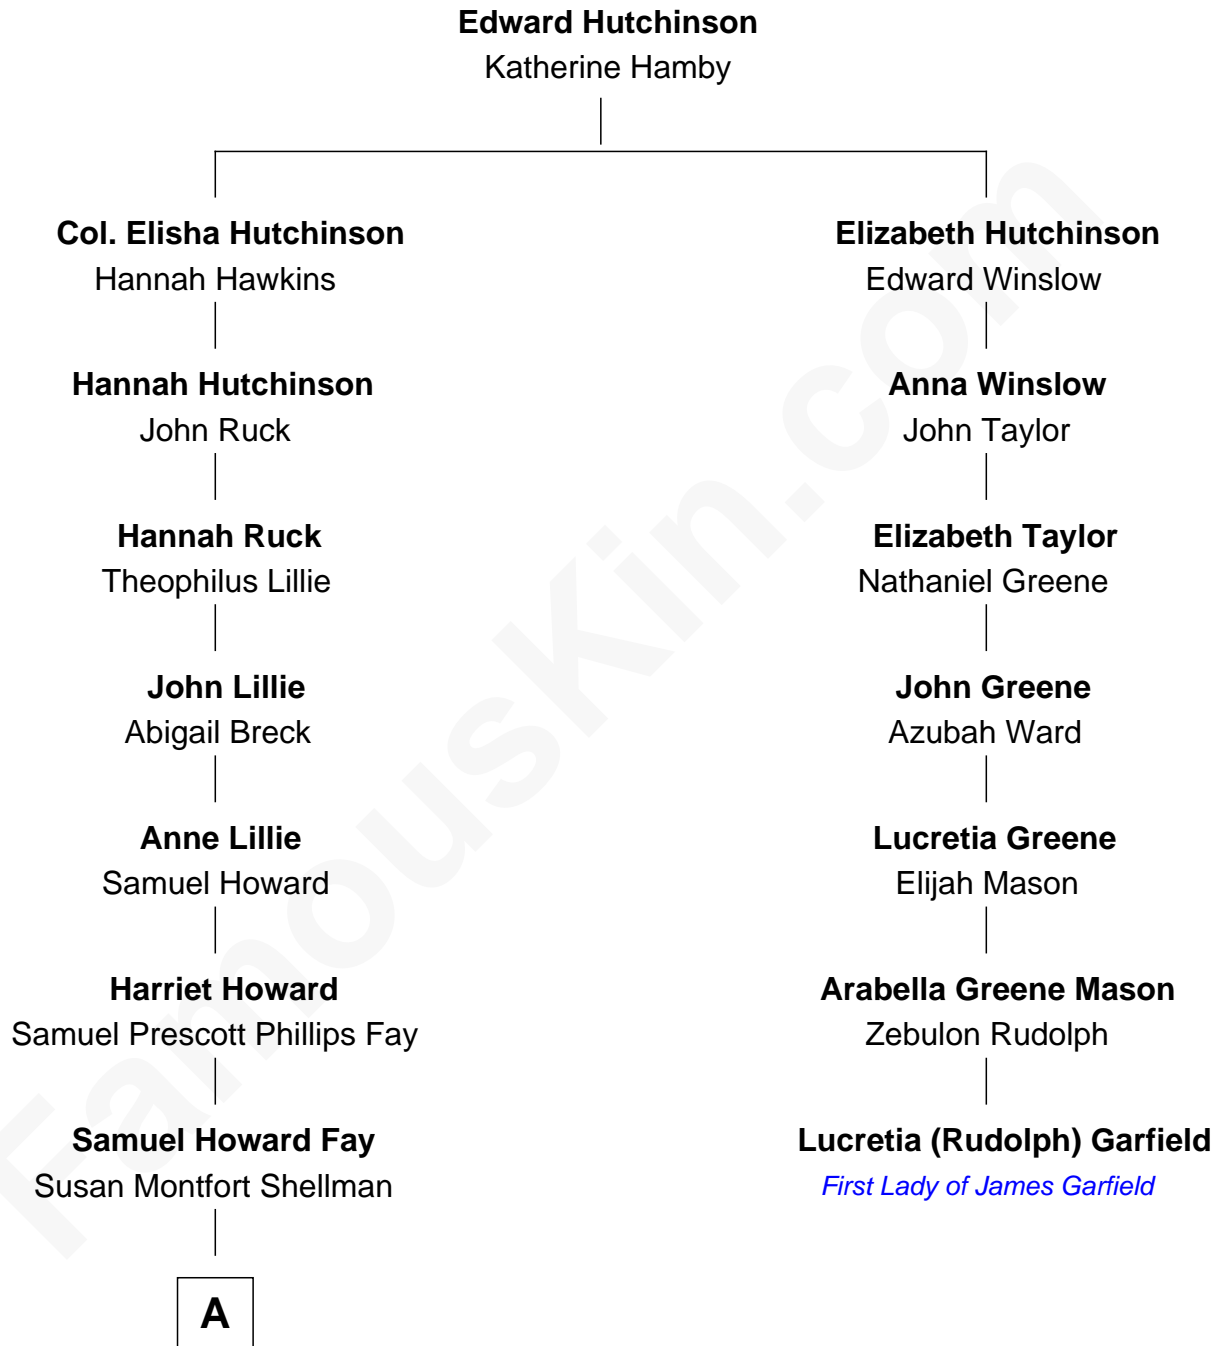 Edward Hutchinson
Katherine Hamby
Col. Elisha Hutchinson
Hannah Hawkins
Hannah Hutchinson
John Ruck
Hannah Ruck
Theophilus Lillie
John Lillie
Abigail Breck
Anne Lillie
Samuel Howard
Harriet Howard
Samuel Prescott Phillips Fay
Samuel Howard Fay
Susan Montfort Shellman
A
Elizabeth Hutchinson
Edward Winslow
Anna Winslow
John Taylor
Elizabeth Taylor
Nathaniel Greene
John Greene
Azubah Ward
Lucretia Greene
Elijah Mason
Arabella Greene Mason
Zebulon Rudolph
Lucretia (Rudolph) Garfield
First Lady of James Garfield
FamousKin.com